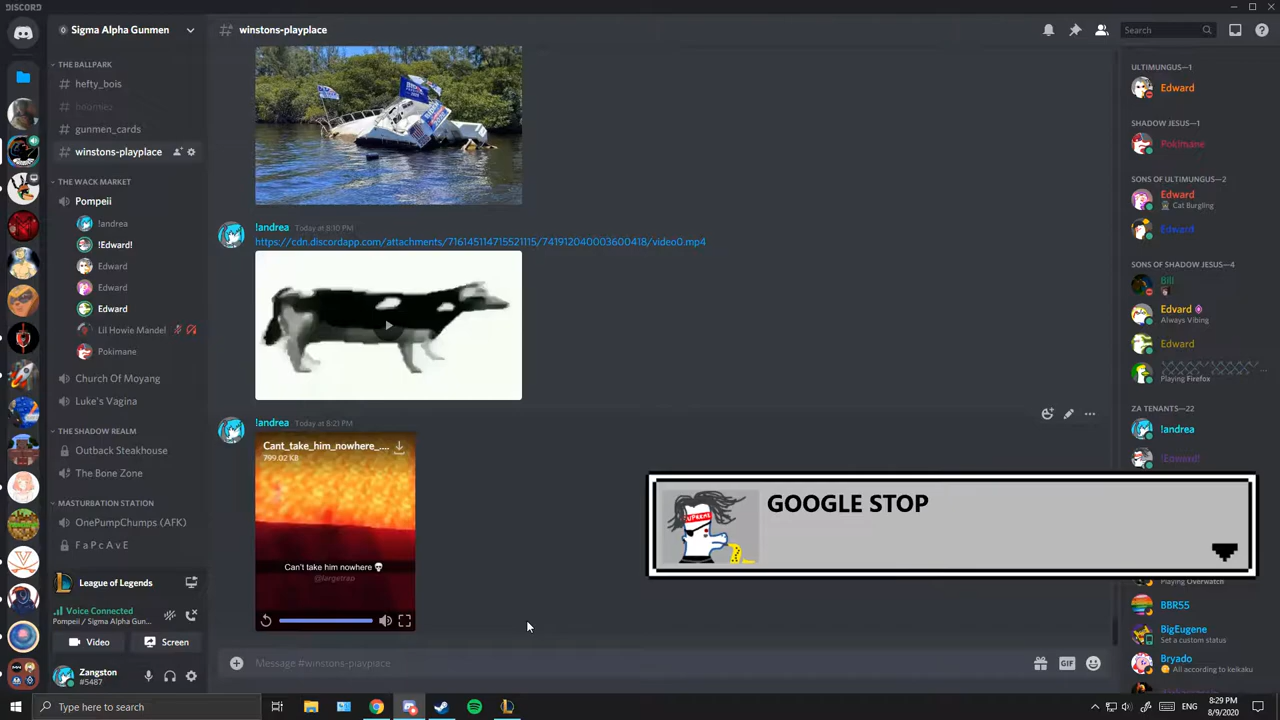 DISCORD
Sigma Alpha Gunmen
winstons-playplace
Search
THE BALLPARK
hefty_bois
gunmen_cards
winstons-playplace
THE WACK MARKET
Pompeii
!andrea
!Edward!
Edward
Edward
Edward
Lil Howie Mandel
Pokimane
Church Of Moyang
Luke's Vagina
THE SHADOW REALM
Outback Steakhouse
The Bone Zone
MASTURBATION STATION
OnePumpChumps (AFK)
F a P C A v E
League of Legends
Voice Connected
Pompeii / Sigma Alpha Gun...
Video
Screen
Zangston
#5487
!andrea Today at 8:10 PM
https://cdn.discordapp.com/attachments/716145114715521115/741912040003600418/video0.mp4
!andrea Today at 8:21 PM
Cant_take_him_nowhere_....
799.02 KB
Can't take him nowhere 💀
@largetrao
Message #winstons-playplace
GIF
ULTIMUNGUS—1
Edward
SHADOW JESUS—1
Pokimane
SONS OF ULTIMUNGUS—2
Edward
Cat Burgling
Edward
SONS OF SHADOW JESUS—4
Bill
Edvard
Always Vibing
Edward
Playing Firefox
ZA TENANTS—22
!andrea
!Edward!
SUPREME
GOOGLE STOP
Playing Overwatch
BBR55
BigEugene
Set a custom status
Bryado
All according to keikaku
Type here to search
ENG
8:29 PM
8/9/2020